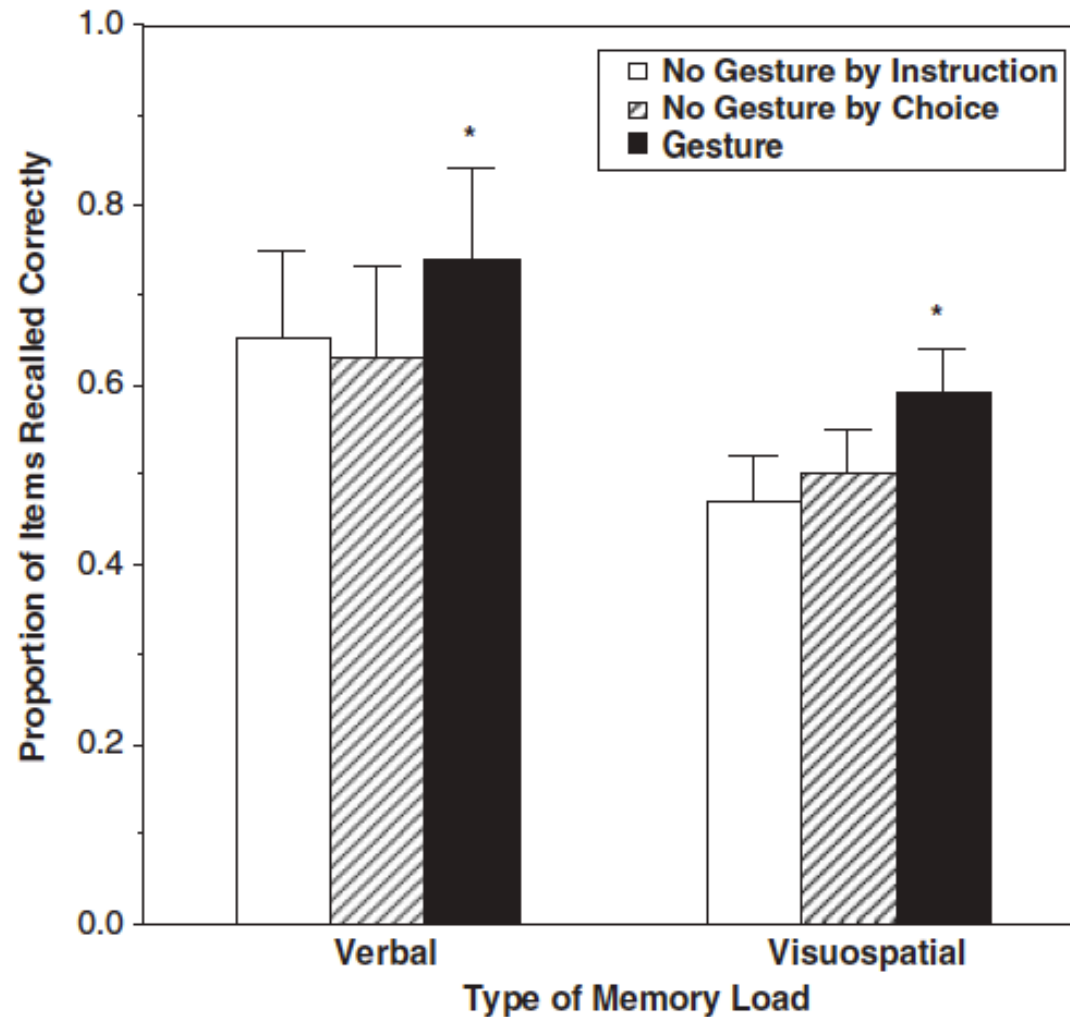 No Gesture by Instruction
No Gesture by Choice
Gesture
*
*
Proportion of Items Recalled Correctly
1.0
0.8
0.6
0.4
0.2
0.0
Verbal Visuospatial
Type of Memory Load